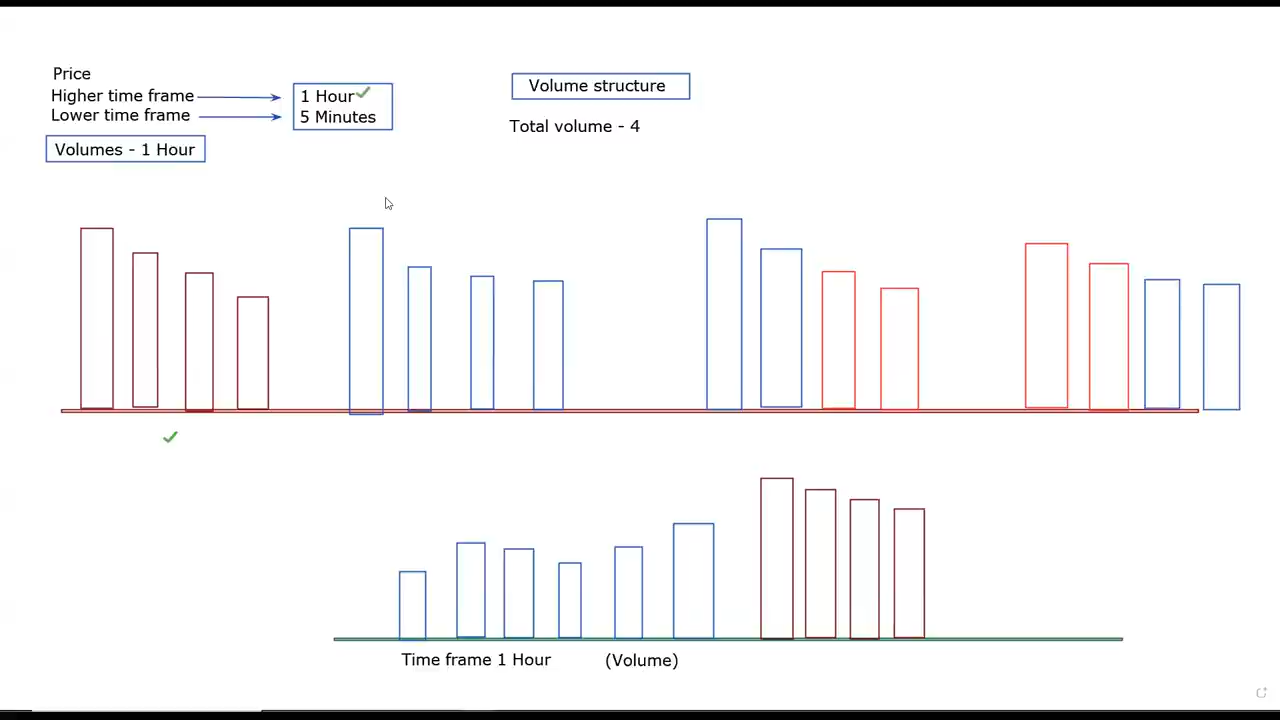 Price
Higher time frame
Lower time frame
1 Hour
5 Minutes
Volumes - 1 Hour
Volume structure
Total volume - 4
Time frame 1 Hour (Volume)